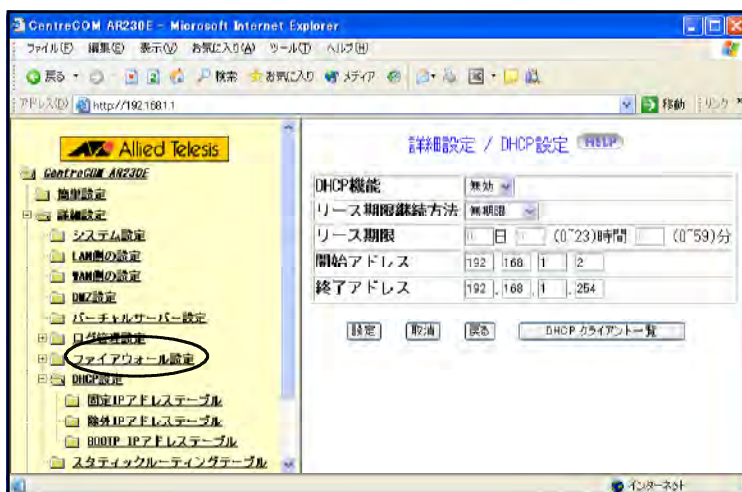 CentreCOM AR230E - Microsoft Internet Explorer
ファイル(F) 編集(E) 表示(V) お気に入り(A) ツール(T) ヘルプ(H)
戻る 検索 お気に入り メディア
アドレス(D) http://192.168.1.1 移動 リンク
Allied Telesis
CentreCOM AR230E
簡単設定
詳細設定
システム設定
LAN側の設定
WAN側の設定
DMZ設定
バーチャルサーバー設定
ログ管理設定
ファイアウォール設定
DHCP設定
固定IPアドレステーブル
除外IPアドレステーブル
BOOTP IPアドレステーブル
スタティックルーティングテーブル
詳細設定 / DHCP設定 HELP
DHCP機能 無効
リース期限継続方法 無期限
リース期限 日 (0~23)時間 (0~59)分
開始アドレス 192 . 168 . 1 . 2
終了アドレス 192 . 168 . 1 . 254
設定 取消 戻る DHCP クライアント一覧
インターネット